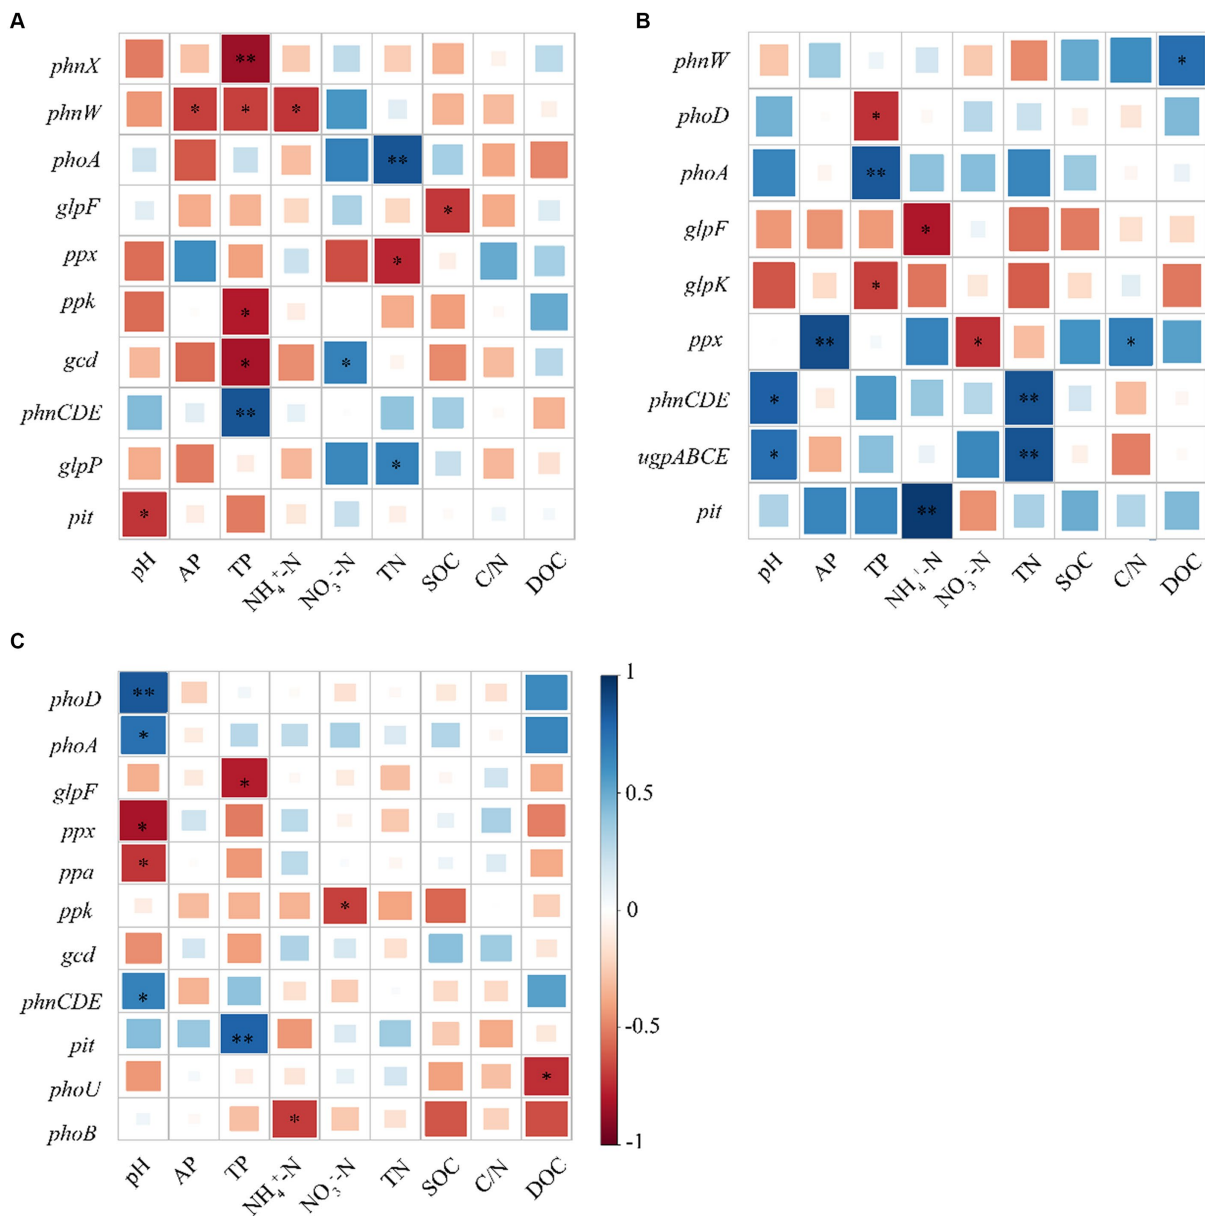 A
phnX **
phnW * * *
phoA **
glpF *
ppx *
ppk *
gcd * *
phnCDE **
glpP *
pit *
pH AP TP NH₄⁺-N NO₃⁻-N TN SOC C/N DOC
B
phnW *
phoD *
phoA **
glpF *
glpK *
ppx ** * *
phnCDE * **
ugpABCE * **
pit **
pH AP TP NH₄⁺-N NO₃⁻-N TN SOC C/N DOC
C
phoD **
phoA *
glpF *
ppx *
ppa *
ppk *
gcd
phnCDE *
pit **
phoU *
phoB *
pH AP TP NH₄⁺-N NO₃⁻-N TN SOC C/N DOC
1
0.5
0
-0.5
-1